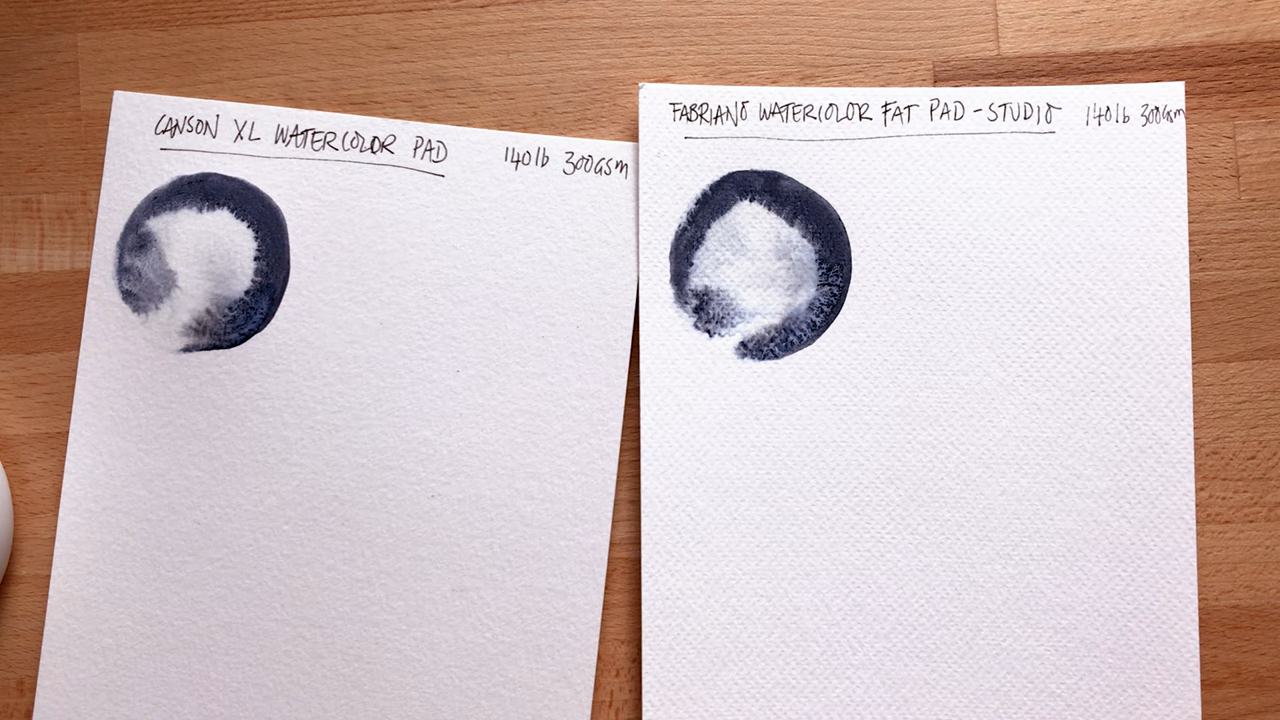 CANSON XL WATERCOLOR PAD 140lb 300GSM
FABRIANO WATERCOLOR FAT PAD - STUDIO 140lb 300Gsm